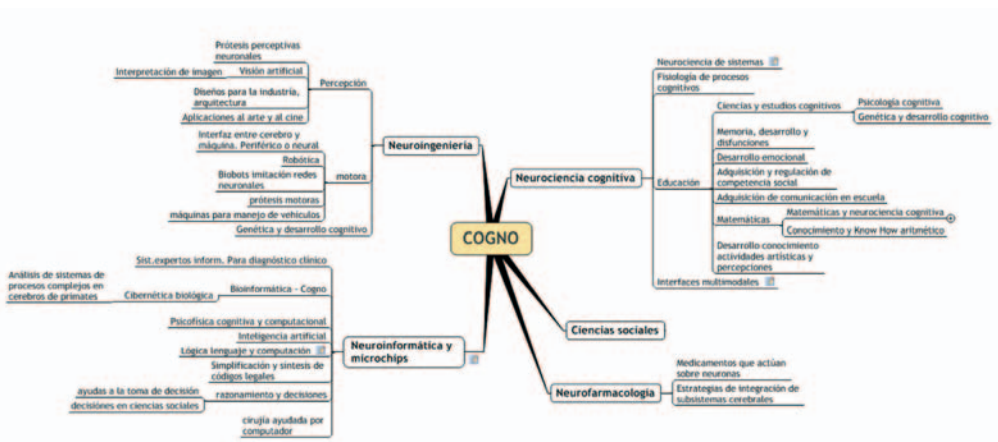 COGNO
Neuroingenieria
Percepción
Prótesis perceptivas
neuronales
Visión artificial
Interpretación de imagen
Diseños para la industria,
arquitectura
Aplicaciones al arte y al cine
motora
Interfaz entre cerebro y
máquina. Periférico o neural
Robótica
Biobots imitación redes
neuronales
prótesis motoras
máquinas para manejo de vehículos
Genética y desarrollo cognitivo
Neuroinformática y
microchips
Sist.expertos inform. Para diagnóstico clínico
Bioinformática - Cogno
Cibernética biológica
Análisis de sistemas de
procesos complejos en
cerebros de primates
Psicofísica cognitiva y computacional
Inteligencia artificial
Lógica lenguaje y computación
Simplificación y síntesis de
códigos legales
razonamiento y decisiones
ayudas a la toma de decisión
decisiónes en ciencias sociales
cirujía ayudada por
computador
Neurociencia cognitiva
Neurociencia de sistemas
Fisiología de procesos
cognitivos
Educación
Ciencias y estudios cognitivos
Psicología cognitiva
Genética y desarrollo cognitivo
Memoria, desarrollo y
disfunciones
Desarrollo emocional
Adquisición y regulación de
competencia social
Adquisición de comunicación en escuela
Matemáticas
Matemáticas y neurociencia cognitiva
Conocimiento y Know How aritmético
Desarrollo conocimiento
actividades artísticas y
percepciones
Interfaces multimodales
Ciencias sociales
Neurofarmacologia
Medicamentos que actúan
sobre neuronas
Estrategias de integración de
subsistemas cerebrales